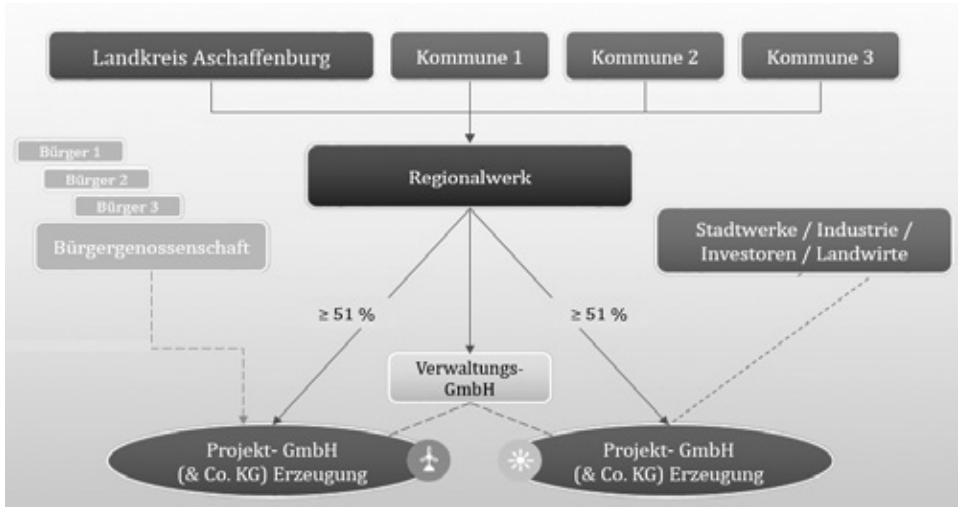 Landkreis Aschaffenburg
Kommune 1
Kommune 2
Kommune 3
Bürger 1
Bürger 2
Bürger 3
Bürgergenossenschaft
Regionalwerk
Stadtwerke / Industrie /
Investoren / Landwirte
≥ 51 %
≥ 51 %
Verwaltungs-
GmbH
Projekt- GmbH
(& Co. KG) Erzeugung
Projekt- GmbH
(& Co. KG) Erzeugung